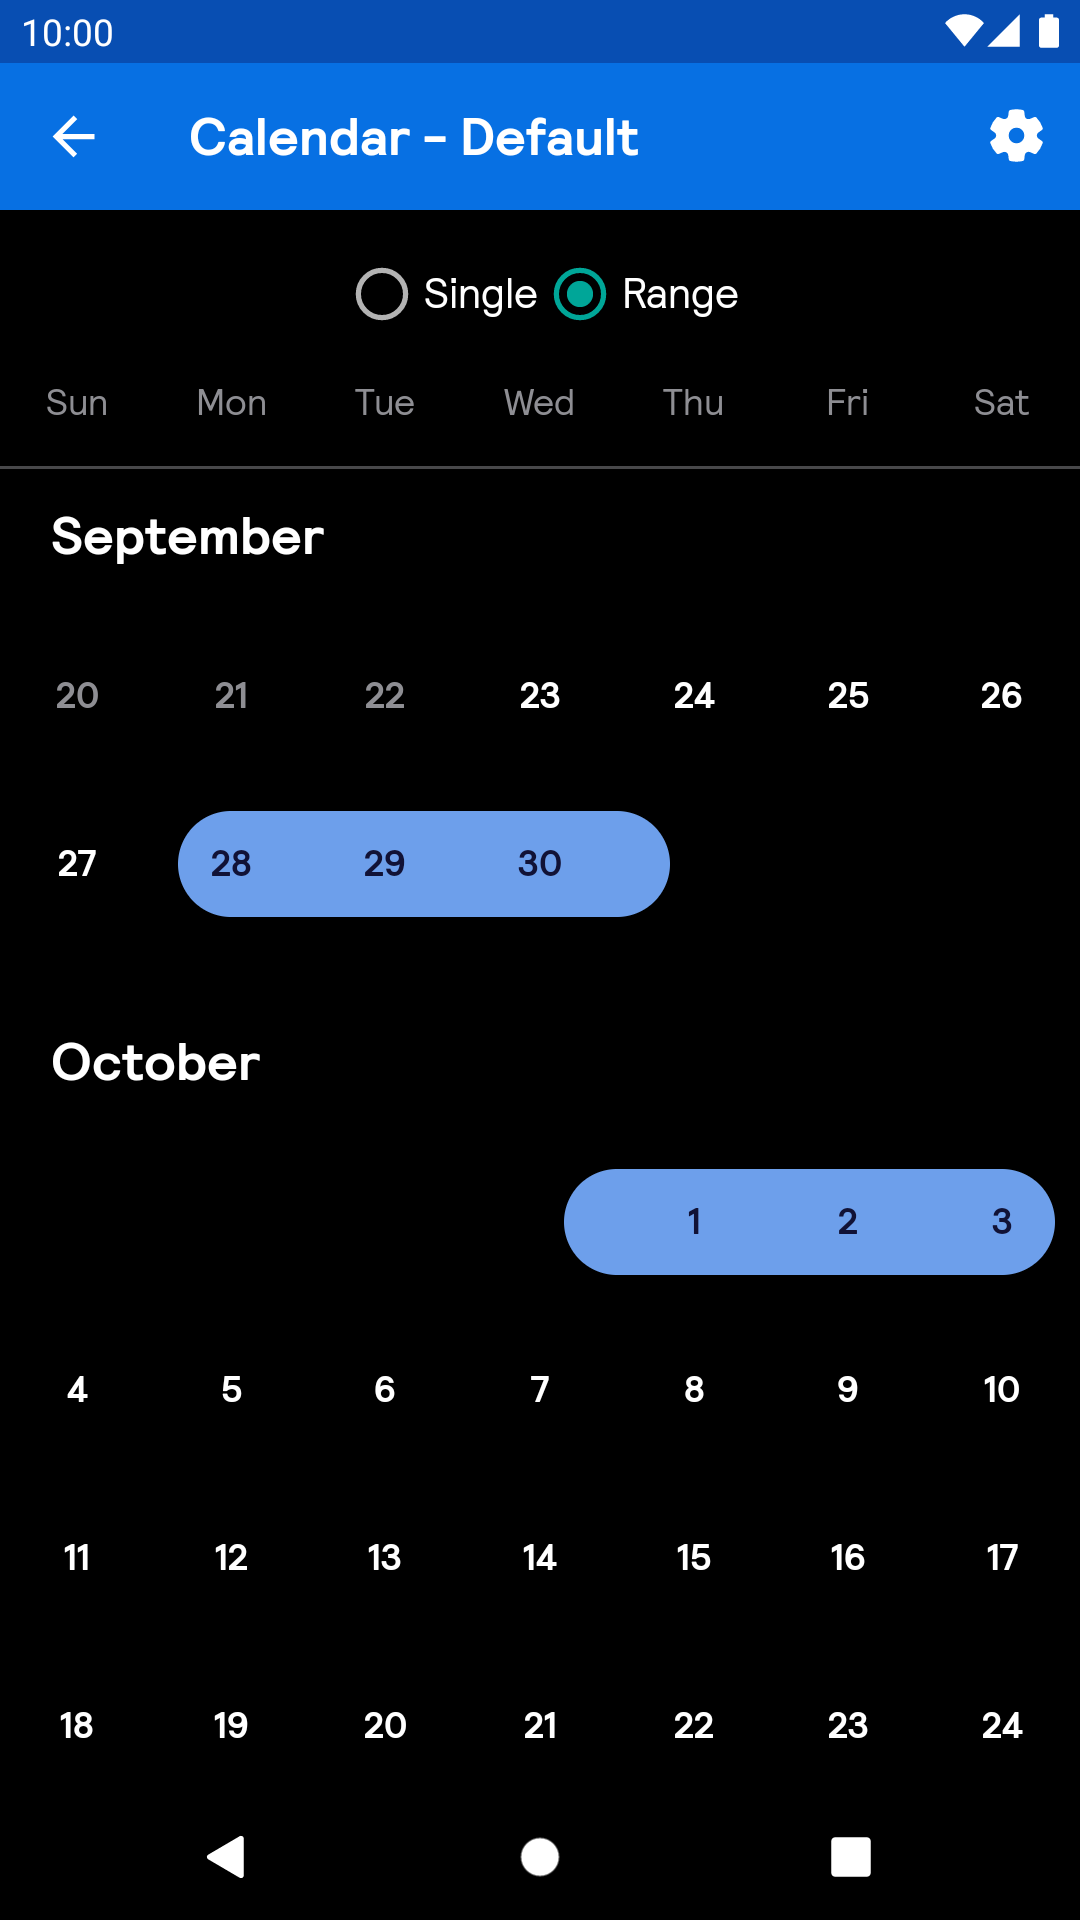 10:00
Calendar - Default
Single Range
Sun Mon Tue Wed Thu Fri Sat
September
20 21 22 23 24 25 26
27 28 29 30
October
1 2 3
4 5 6 7 8 9 10
11 12 13 14 15 16 17
18 19 20 21 22 23 24